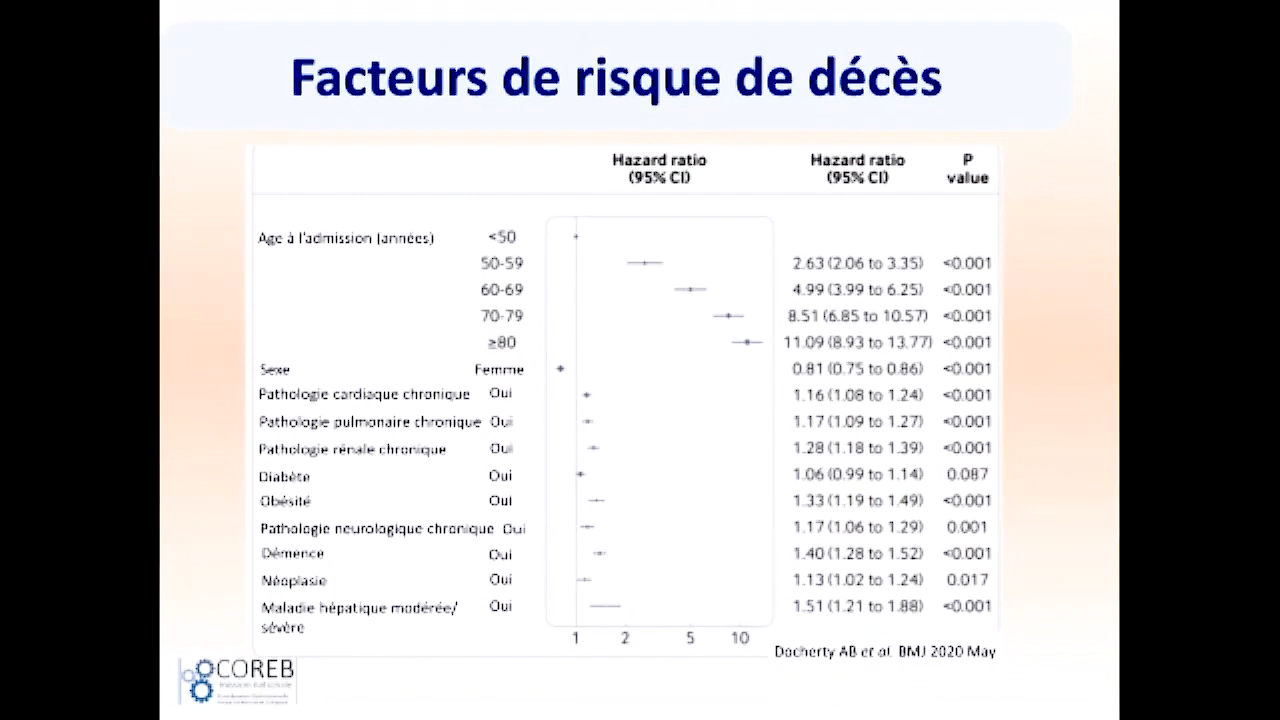 Facteurs de risque de décès
Hazard ratio (95% CI) Hazard ratio (95% CI) P value
Age à l'admission (années) <50
50-59 2.63 (2.06 to 3.35) <0.001
60-69 4.99 (3.99 to 6.25) <0.001
70-79 8.51 (6.85 to 10.57) <0.001
≥80 11.09 (8.93 to 13.77) <0.001
Sexe Femme 0.81 (0.75 to 0.86) <0.001
Pathologie cardiaque chronique Oui 1.16 (1.08 to 1.24) <0.001
Pathologie pulmonaire chronique Oui 1.17 (1.09 to 1.27) <0.001
Pathologie rénale chronique Oui 1.28 (1.18 to 1.39) <0.001
Diabète Oui 1.06 (0.99 to 1.14) 0.087
Obésité Oui 1.33 (1.19 to 1.49) <0.001
Pathologie neurologique chronique Oui 1.17 (1.06 to 1.29) 0.001
Démence Oui 1.40 (1.28 to 1.52) <0.001
Néoplasie Oui 1.13 (1.02 to 1.24) 0.017
Maladie hépatique modérée/ Oui 1.51 (1.21 to 1.88) <0.001
sévère
1 2 5 10
Docherty AB et al. BMJ 2020 May
COREB
mission nationale